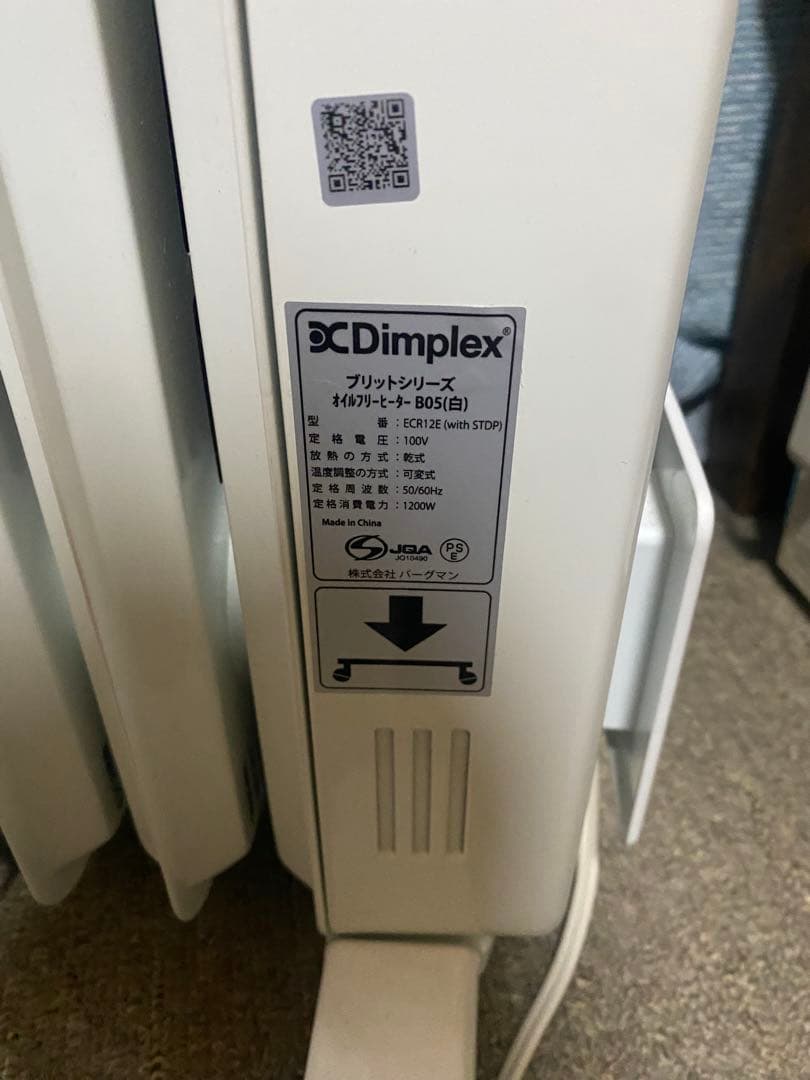 Dimplex®
ブリットシリーズ
オイルフリーヒーター B05(白)
型番：ECR12E (with STDP)
定格電圧：100V
放熱の方式：乾式
温度調整の方式：可変式
定格周波数：50/60Hz
定格消費電力：1200W
Made in China
S JQA
JQ10490
PS
E
株式会社 バーグマン